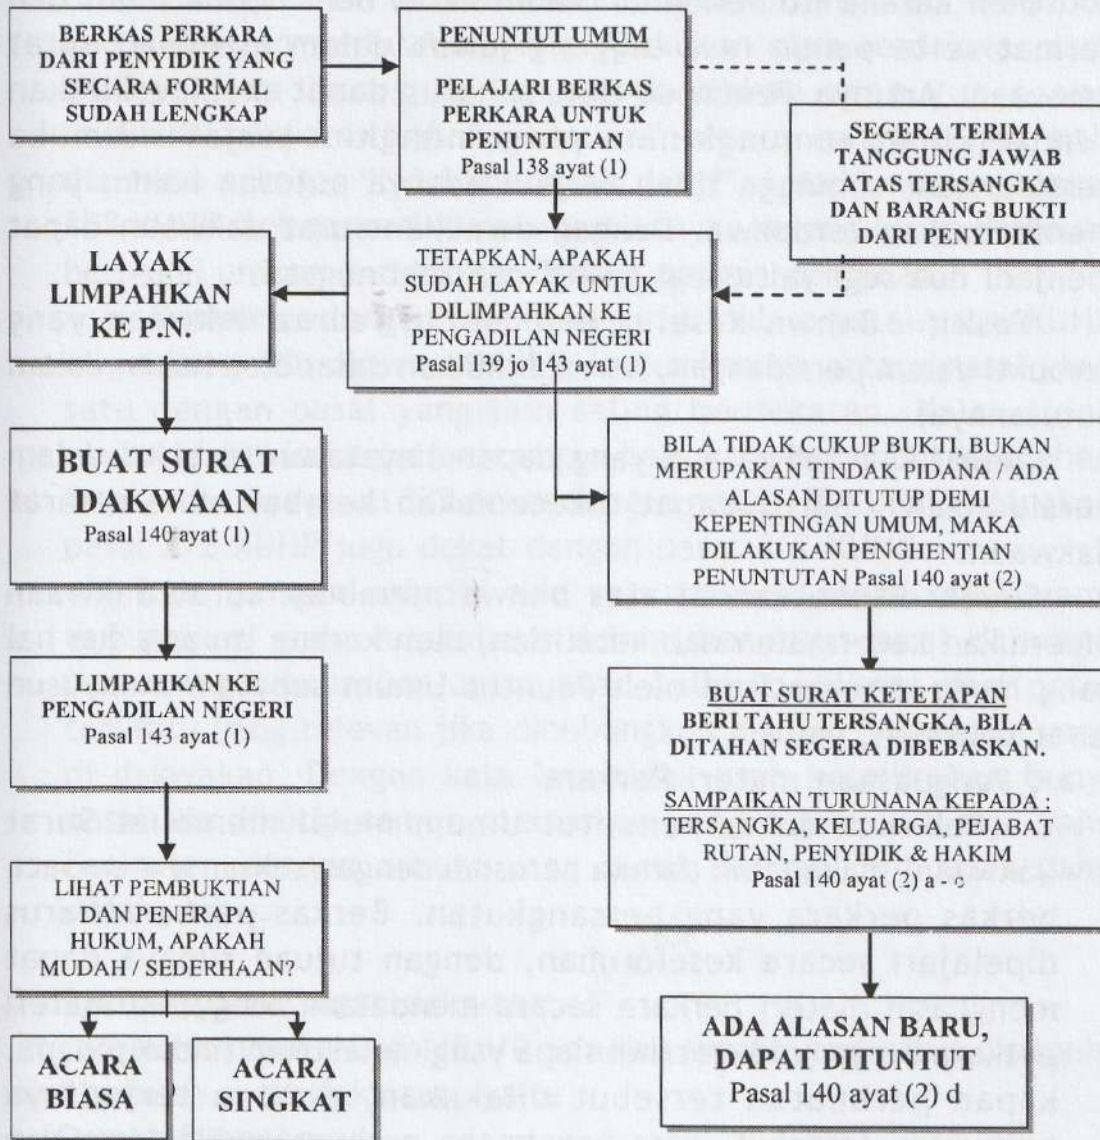 BERKAS PERKARA
DARI PENYIDIK YANG
SECARA FORMAL
SUDAH LENGKAP
PENUNTUT UMUM
PELAJARI BERKAS
PERKARA UNTUK
PENUNTUTAN
Pasal 138 ayat (1)
SEGERA TERIMA
TANGGUNG JAWAB
ATAS TERSANGKA
DAN BARANG BUKTI
DARI PENYIDIK
LAYAK
LIMPAHKAN
KE P.N.
TETAPKAN, APAKAH
SUDAH LAYAK UNTUK
DILIMPAHKAN KE
PENGADILAN NEGERI
Pasal 139 jo 143 ayat (1)
BUAT SURAT
DAKWAAN
Pasal 140 ayat (1)
BILA TIDAK CUKUP BUKTI, BUKAN
MERUPAKAN TINDAK PIDANA / ADA
ALASAN DITUTUP DEMI
KEPENTINGAN UMUM, MAKA
DILAKUKAN PENGHENTIAN
PENUNTUTAN Pasal 140 ayat (2)
LIMPAHKAN KE
PENGADILAN NEGERI
Pasal 143 ayat (1)
BUAT SURAT KETETAPAN
BERI TAHU TERSANGKA, BILA
DITAHAN SEGERA DIBEBASKAN.
SAMPAIKAN TURUNANA KEPADA :
TERSANGKA, KELUARGA, PEJABAT
RUTAN, PENYIDIK & HAKIM
Pasal 140 ayat (2) a - c
LIHAT PEMBUKTIAN
DAN PENERAPA
HUKUM, APAKAH
MUDAH / SEDERHAAN?
ACARA
BIASA
ACARA
SINGKAT
ADA ALASAN BARU,
DAPAT DITUNTUT
Pasal 140 ayat (2) d